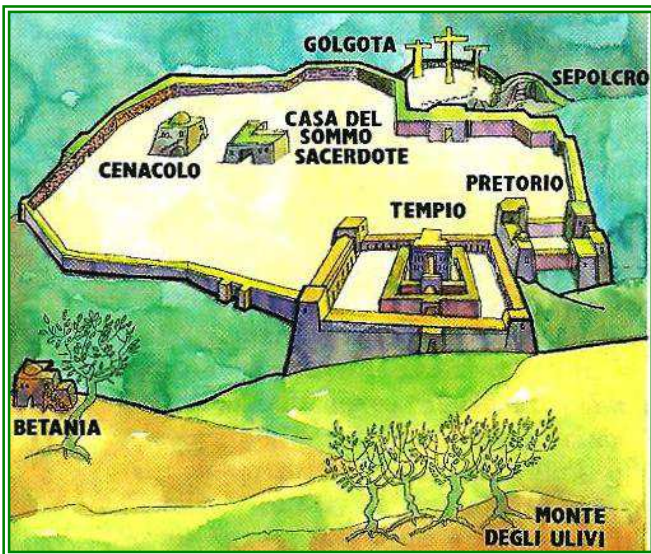 GOLGOTA
SEPOLCRO
CASA DEL
SOMMO
SACERDOTE
CENACOLO
PRETORIO
TEMPIO
BETANIA
MONTE
DEGLI ULIVI